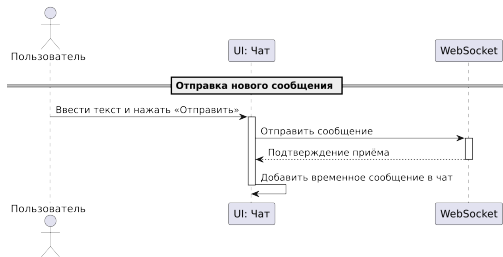 Пользователь
UI: Чат
WebSocket
Отправка нового сообщения
Ввести текст и нажать «Отправить»
Отправить сообщение
Подтверждение приёма
Добавить временное сообщение в чат
Пользователь
UI: Чат
WebSocket